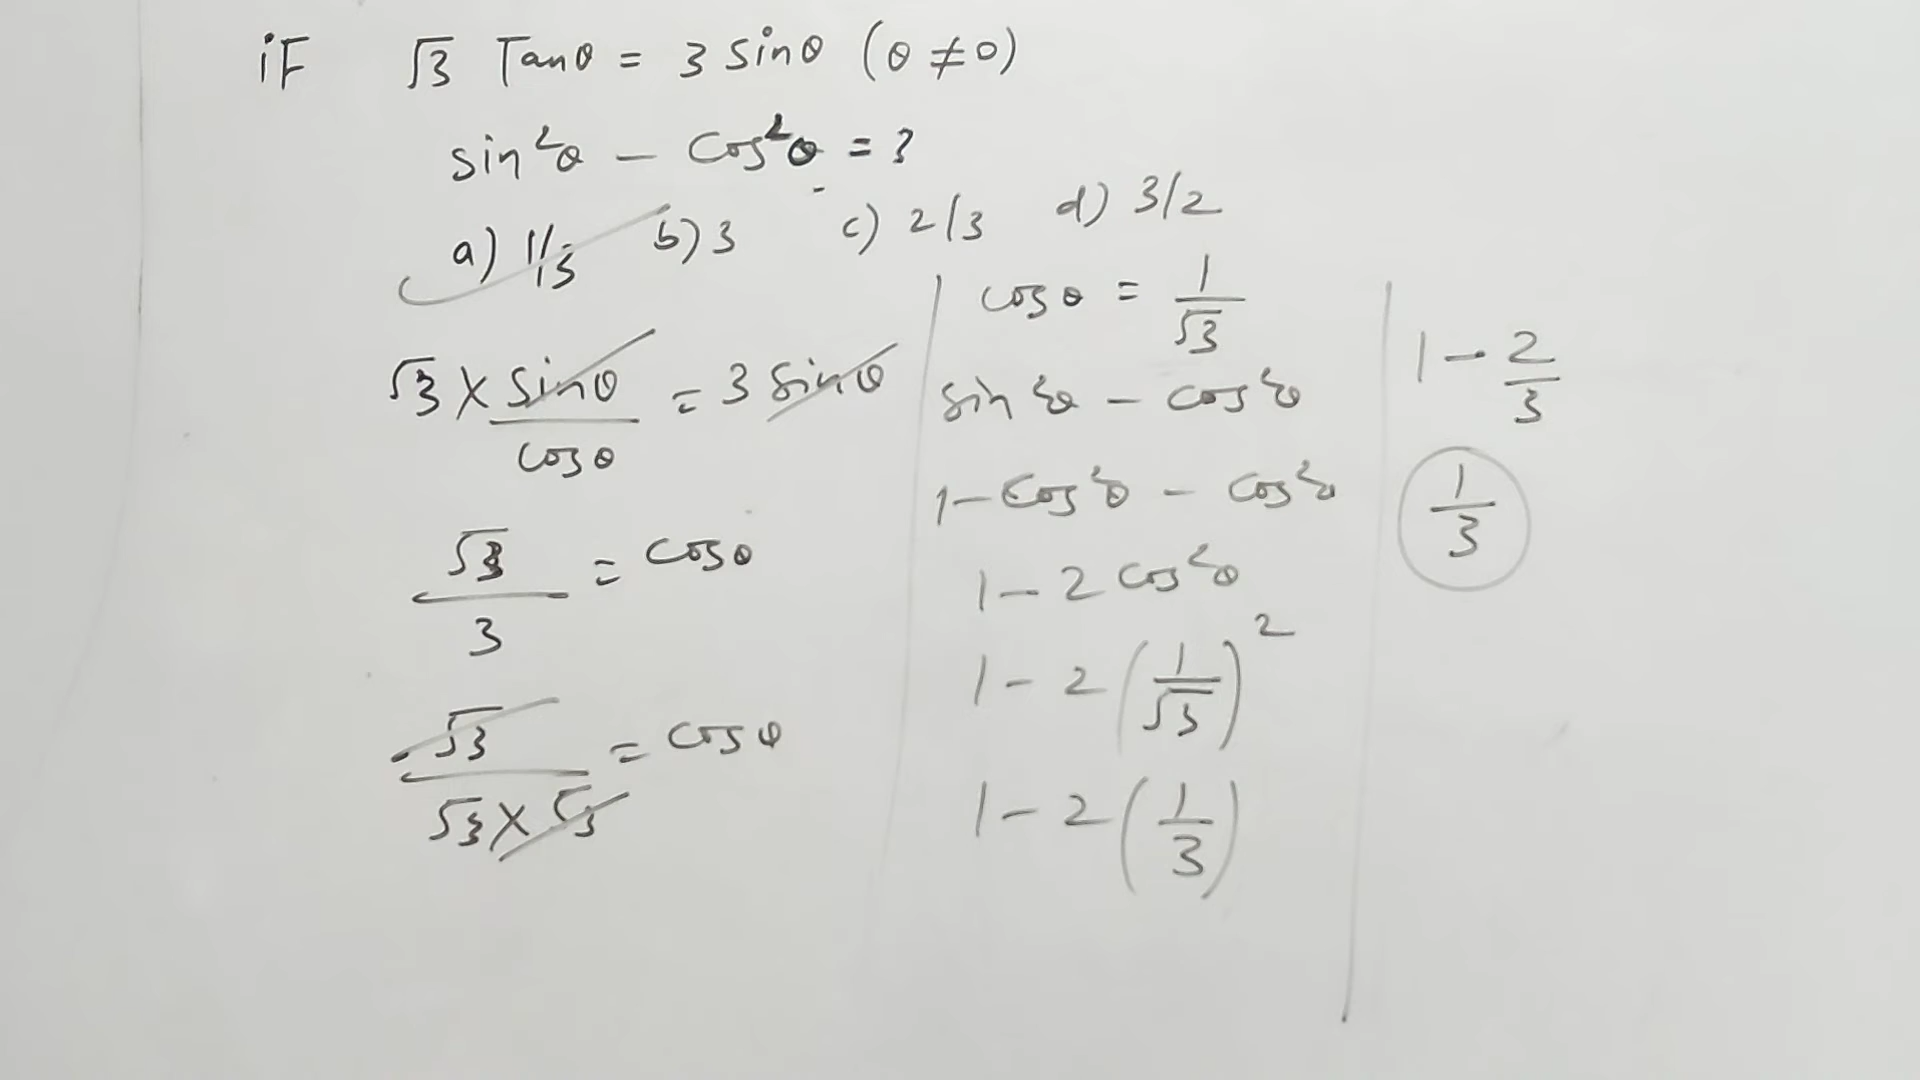 iF √3 Tanθ = 3 sinθ (θ ≠ 0)
sin²θ - cos²θ = ?
a) 1/3 b) 3 c) 2/3 d) 3/2
√3 × sinθ/cosθ = 3 sinθ
√3/3 = cosθ
√3/(√3 × √3) = cosθ
cosθ = 1/√3
sin²θ - cos²θ
1 - cos²θ - cos²θ
1 - 2 cos²θ
1 - 2 (1/√3)²
1 - 2 (1/3)
1 - 2/3
1/3